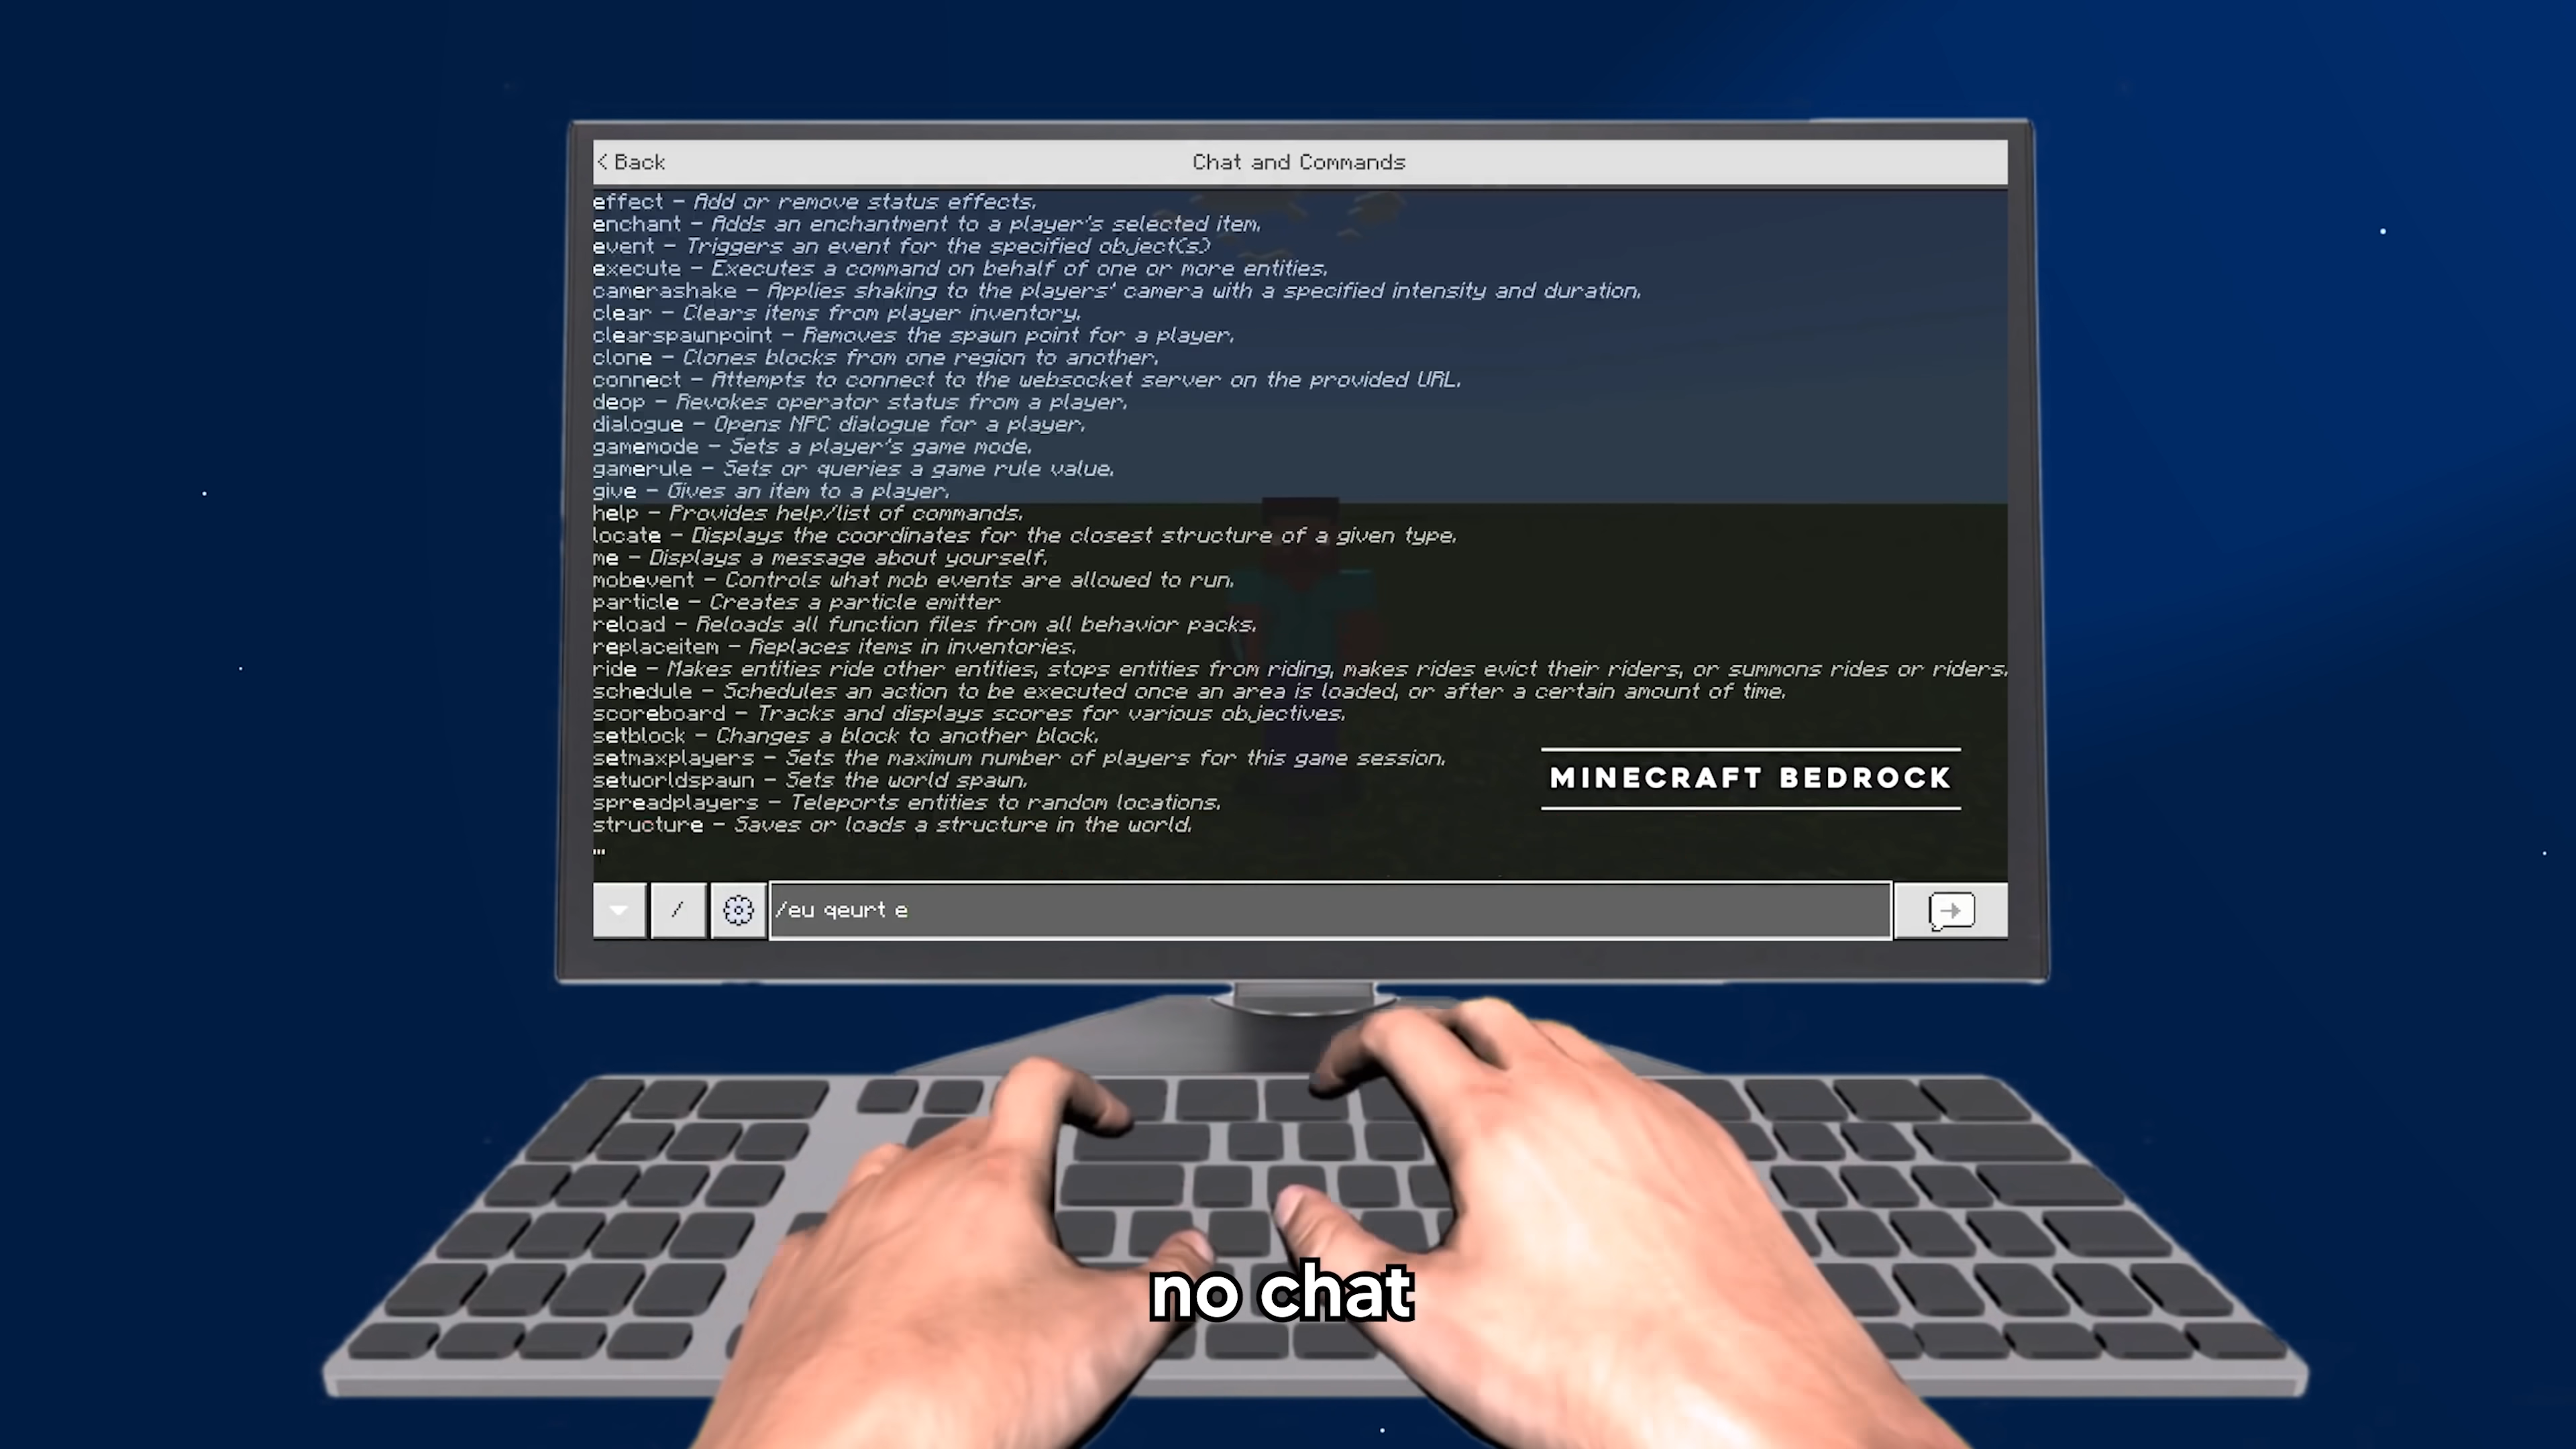 < Back
Chat and Commands
effect - Add or remove status effects.
enchant - Adds an enchantment to a player's selected item.
event - Triggers an event for the specified object(s)
execute - Executes a command on behalf of one or more entities.
camerashake - Applies shaking to the players' camera with a specified intensity and duration.
clear - Clears items from player inventory.
clearspawnpoint - Removes the spawn point for a player.
clone - Clones blocks from one region to another.
connect - Attempts to connect to the websocket server on the provided URL.
deop - Revokes operator status from a player.
dialogue - Opens NPC dialogue for a player.
gamemode - Sets a player's game mode.
gamerule - Sets or queries a game rule value.
give - Gives an item to a player.
help - Provides help/list of commands.
locate - Displays the coordinates for the closest structure of a given type.
me - Displays a message about yourself.
mobevent - Controls what mob events are allowed to run.
particle - Creates a particle emitter
reload - Reloads all function files from all behavior packs.
replaceitem - Replaces items in inventories.
ride - Makes entities ride other entities, stops entities from riding, makes rides evict their riders, or summons rides or riders.
schedule - Schedules an action to be executed once an area is loaded, or after a certain amount of time.
scoreboard - Tracks and displays scores for various objectives.
setblock - Changes a block to another block.
setmaxplayers - Sets the maximum number of players for this game session.
setworldspawn - Sets the world spawn.
spreadplayers - Teleports entities to random locations.
structure - Saves or loads a structure in the world.
...
MINECRAFT BEDROCK
/
/eu qeurt e
no chat